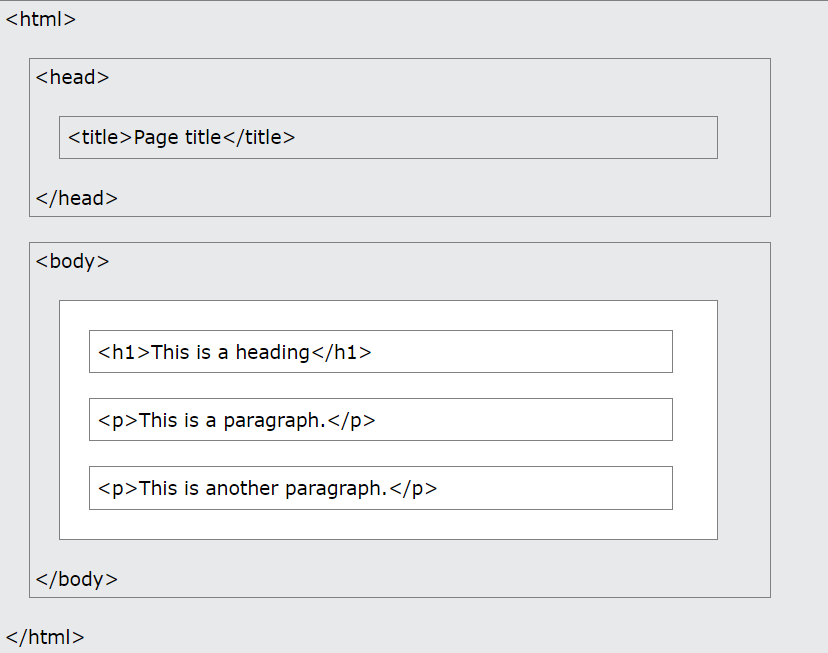 <html>
<head>
<title>Page title</title>
</head>
<body>
<h1>This is a heading</h1>
<p>This is a paragraph.</p>
<p>This is another paragraph.</p>
</body>
</html>